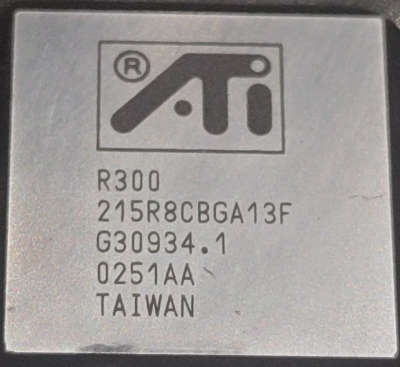 ®
ATi
R300
215R8CBGA13F
G30934.1
0251AA
TAIWAN